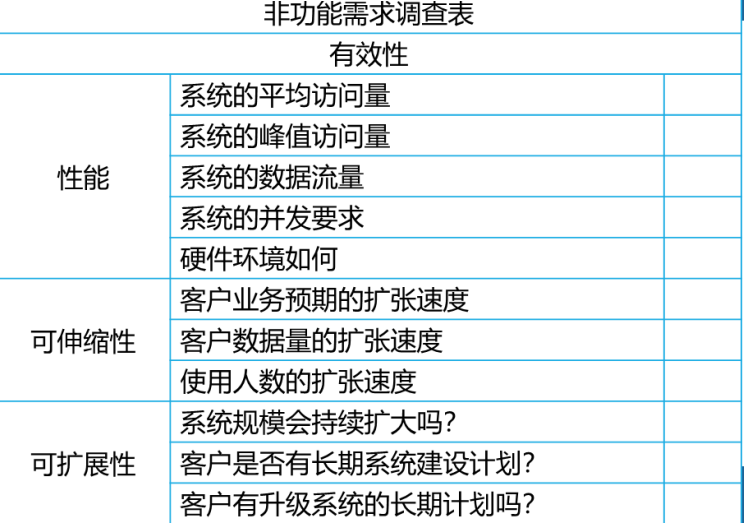 非功能需求调查表
有效性
性能
系统的平均访问量
系统的峰值访问量
系统的数据流量
系统的并发要求
硬件环境如何
可伸缩性
客户业务预期的扩张速度
客户数据量的扩张速度
使用人数的扩张速度
可扩展性
系统规模会持续扩大吗?
客户是否有长期系统建设计划?
客户有升级系统的长期计划吗?